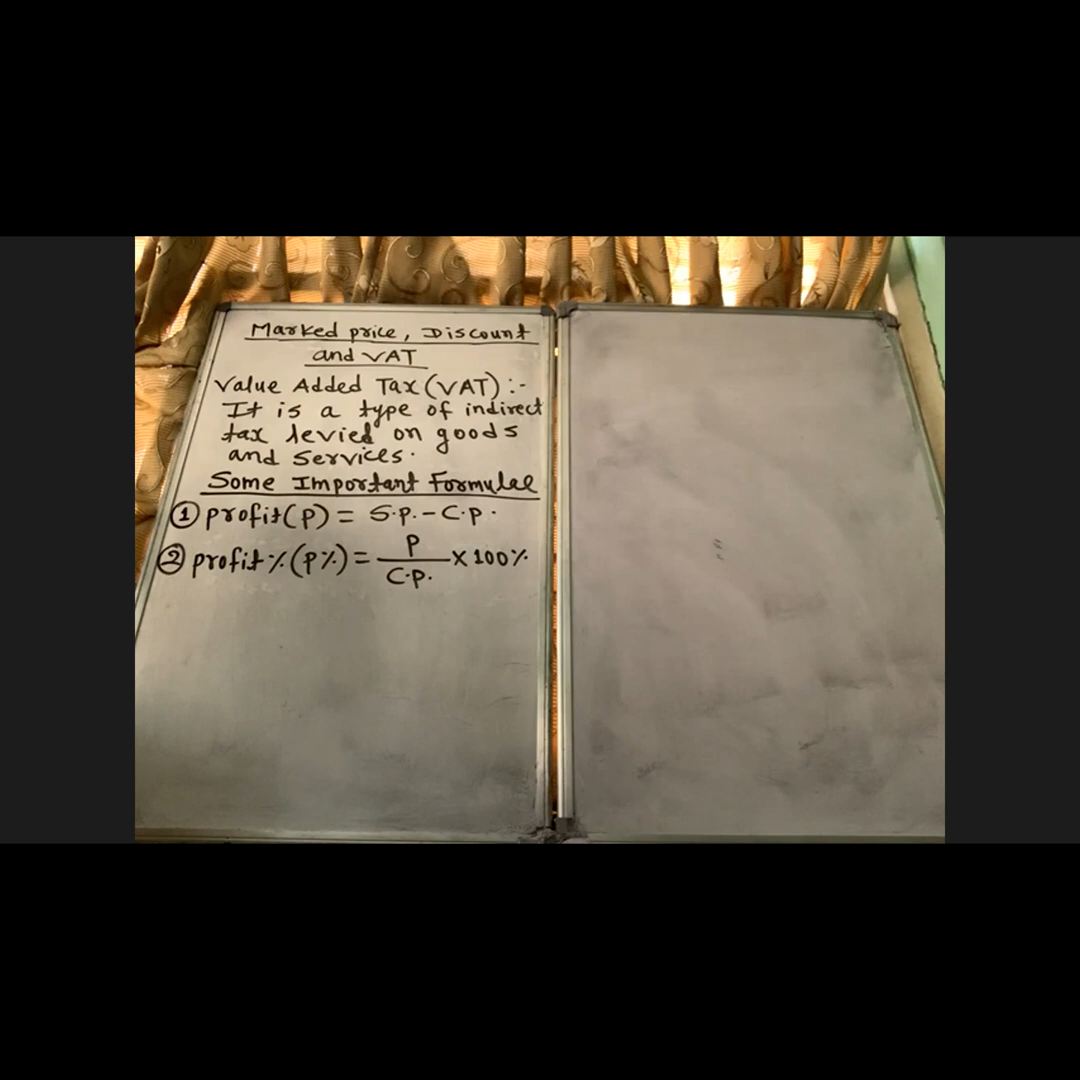 Marked price, Discount
and VAT
Value Added Tax (VAT) :-
It is a type of indirect
tax levied on goods
and services.
Some Important Formulae
① profit(p) = S.p. - C.p.
② profit%(p%) = p/C.p. × 100%